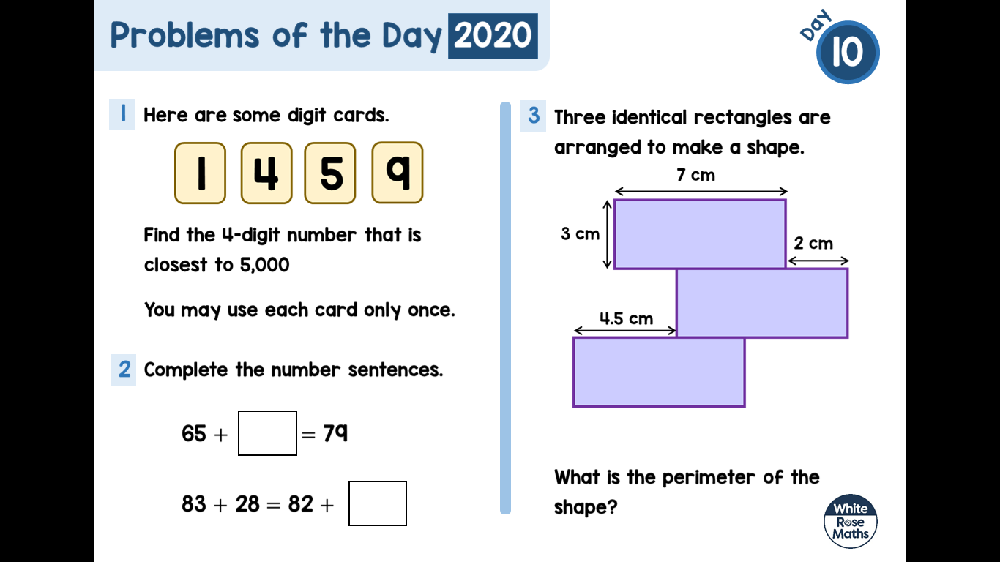 Problems of the Day 2020
Day
10
1 Here are some digit cards.
1 4 5 9
Find the 4-digit number that is
closest to 5,000
You may use each card only once.
2 Complete the number sentences.
65 + = 79
83 + 28 = 82 +
3 Three identical rectangles are
arranged to make a shape.
7 cm
3 cm
2 cm
4.5 cm
What is the perimeter of the
shape?
White
Rose
Maths